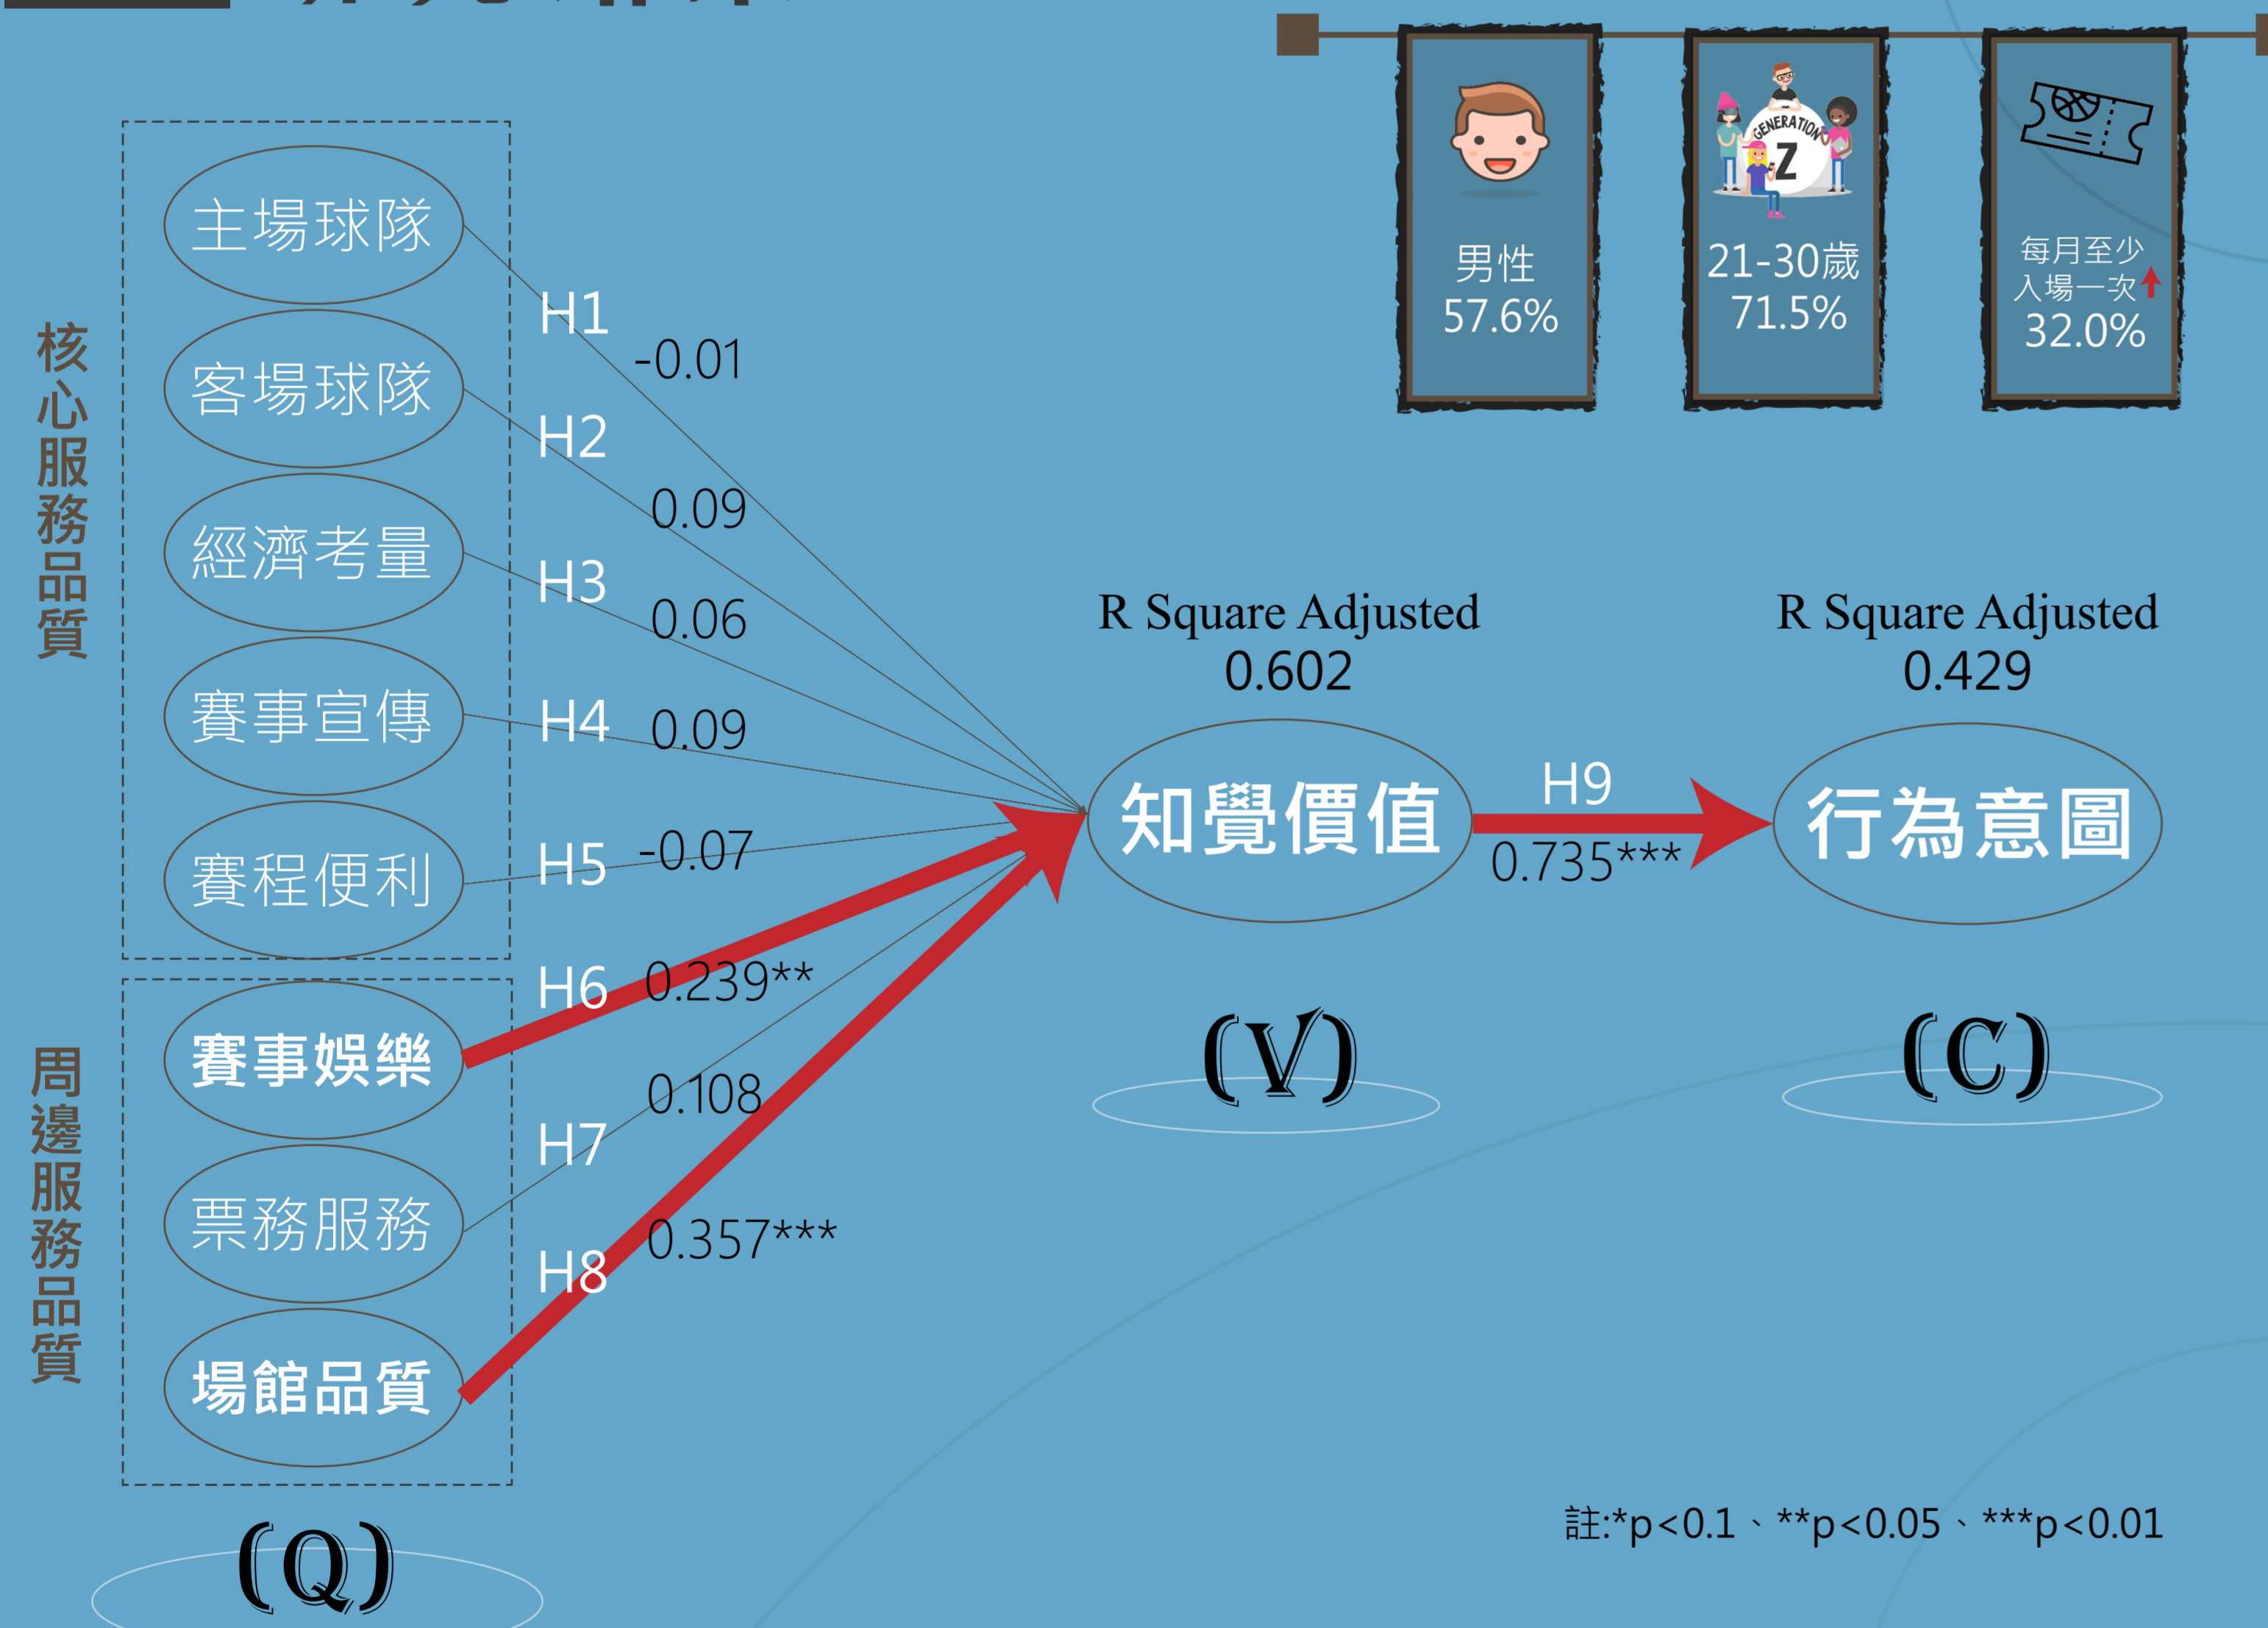 GENERATION
Z
男性
57.6%
21-30歲
71.5%
每月至少
入場一次
32.0%
核心服務品質
主場球隊
客場球隊
經濟考量
賽事宣傳
賽程便利
周邊服務品質
賽事娛樂
票務服務
場館品質
(Q)
H1
-0.01
H2
0.09
H3
0.06
H4
0.09
H5
-0.07
H6
0.239**
H7
0.108
H8
0.357***
R Square Adjusted
0.602
知覺價值
(V)
H9
0.735***
R Square Adjusted
0.429
行為意圖
(C)
註:*p<0.1、**p<0.05、***p<0.01